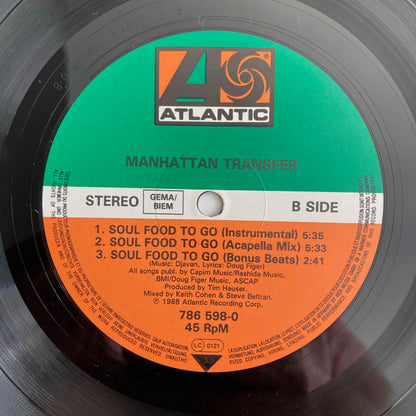 ATLANTIC
MANHATTAN TRANSFER
STEREO
GEMA/
BIEM
B SIDE
1. SOUL FOOD TO GO (Instrumental) 5:35
2. SOUL FOOD TO GO (Acapella Mix) 5:33
3. SOUL FOOD TO GO (Bonus Beats) 2:41
(Music: Djavan, Lyrics: Doug Figer)
All songs publ. by Capim Music/Rashida Music,
BMI/Doug Figer Music, ASCAP
Produced by Tim Hauser.
Mixed by Keith Cohen & Steve Beltran.
℗ 1988 Atlantic Recording Corp.
786 598-0
45 RpM
LC 0121